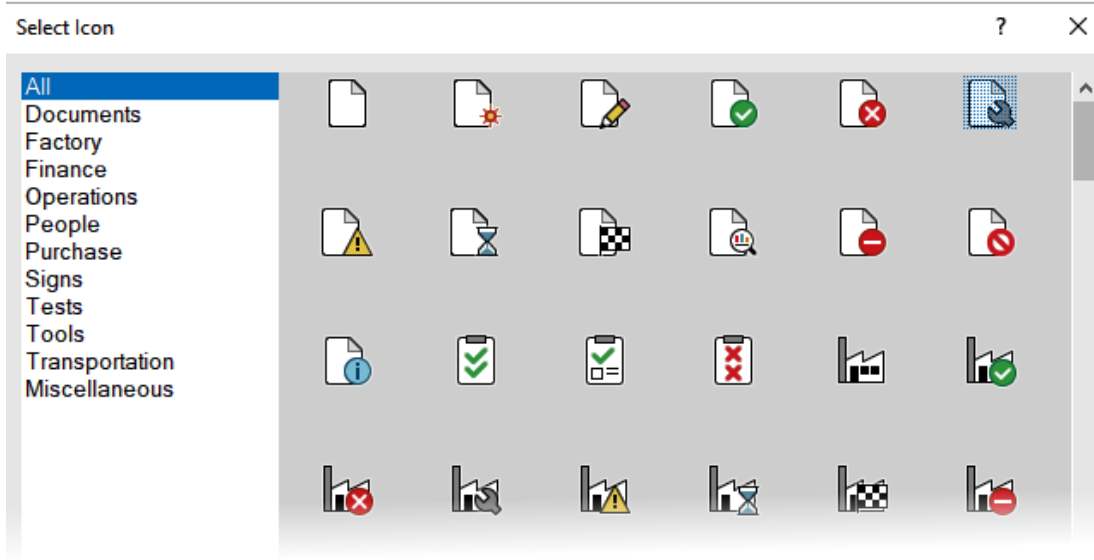 Select Icon
?
All
Documents
Factory
Finance
Operations
People
Purchase
Signs
Tests
Tools
Transportation
Miscellaneous